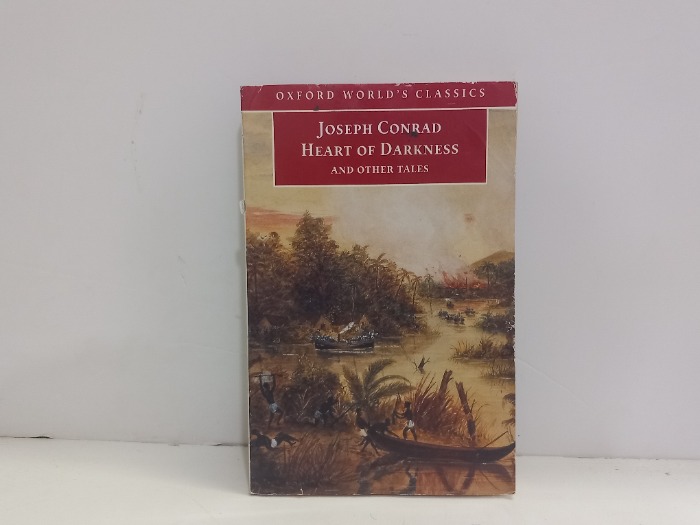 OXFORD WORLD'S CLASSICS
JOSEPH CONRAD
HEART OF DARKNESS
AND OTHER TALES